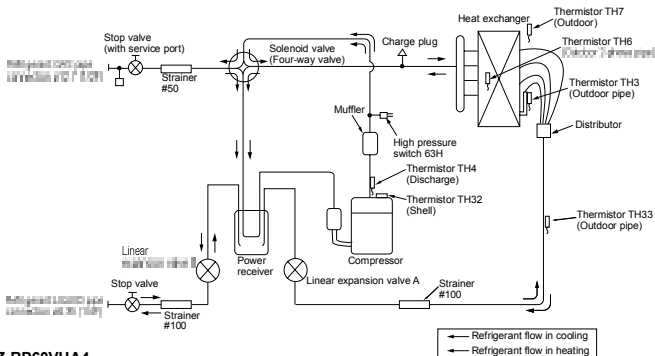 Stop valve
(with service port)
Strainer
#50
Solenoid valve
(Four-way valve)
Charge plug
Heat exchanger
Thermistor TH7
(Outdoor)
Thermistor TH6
Thermistor TH3
(Outdoor pipe)
Distributor
Muffler
High pressure
switch 63H
Thermistor TH4
(Discharge)
Thermistor TH32
(Shell)
Thermistor TH33
(Outdoor pipe)
Linear
Power
receiver
Compressor
Linear expansion valve A
Stop valve
Strainer
#100
Strainer
#100
Refrigerant flow in cooling
Refrigerant flow in heating